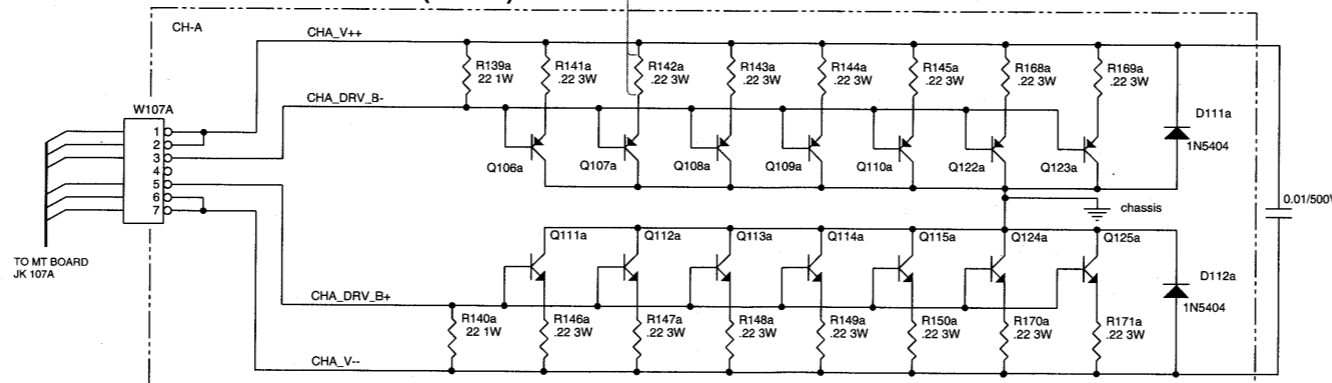 CH-A
CHA_V++
R139a
22 1W
R141a
.22 3W
R142a
.22 3W
R143a
.22 3W
R144a
.22 3W
R145a
.22 3W
R168a
.22 3W
R169a
.22 3W
CHA_DRV_B-
D111a
1N5404
W107A
1
2
3
4
5
6
7
Q106a
Q107a
Q108a
Q109a
Q110a
Q122a
Q123a
chassis
0.01/500V
Q111a
Q112a
Q113a
Q114a
Q115a
Q124a
Q125a
TO MT BOARD
JK 107A
D112a
1N5404
CHA_DRV_B+
R140a
22 1W
R146a
.22 3W
R147a
.22 3W
R148a
.22 3W
R149a
.22 3W
R150a
.22 3W
R170a
.22 3W
R171a
.22 3W
CHA_V--